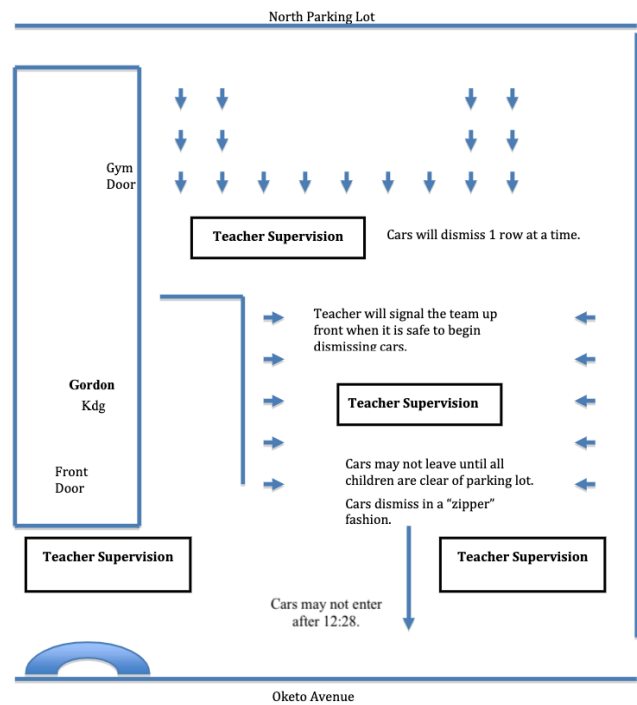 North Parking Lot
Gym
Door
Teacher Supervision
Cars will dismiss 1 row at a time.
Teacher will signal the team up
front when it is safe to begin
dismissing cars.
Gordon
Kdg
Teacher Supervision
Front
Door
Cars may not leave until all
children are clear of parking lot.
Cars dismiss in a “zipper”
fashion.
Teacher Supervision
Teacher Supervision
Cars may not enter
after 12:28.
Oketo Avenue